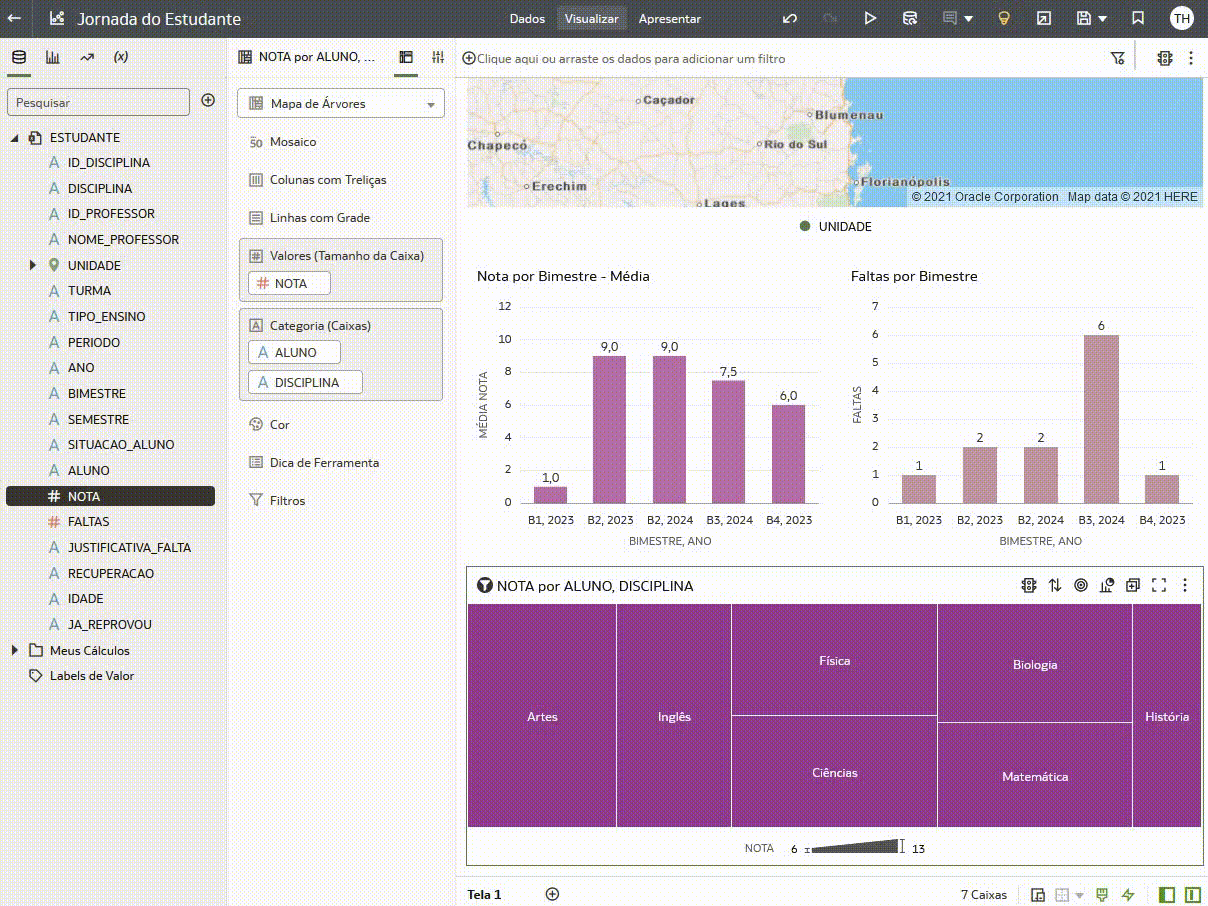 Jornada do Estudante
Dados Visualizar Apresentar
TH
(x)
NOTA por ALUNO, ...
Clique aqui ou arraste os dados para adicionar um filtro
Pesquisar
ESTUDANTE
ID_DISCIPLINA
DISCIPLINA
ID_PROFESSOR
NOME_PROFESSOR
UNIDADE
TURMA
TIPO_ENSINO
PERIODO
ANO
BIMESTRE
SEMESTRE
SITUACAO_ALUNO
ALUNO
NOTA
FALTAS
JUSTIFICATIVA_FALTA
RECUPERACAO
IDADE
JA_REPROVOU
Meus Cálculos
Labels de Valor
Mapa de Árvores
Mosaico
Colunas com Treliças
Linhas com Grade
Valores (Tamanho da Caixa)
NOTA
Categoria (Caixas)
ALUNO
DISCIPLINA
Cor
Dica de Ferramenta
Filtros
Caçador
Blumenau
Chapecó
Rio do Sul
Erechim
Florianópolis
Lages
© 2021 Oracle Corporation Map data © 2021 HERE
UNIDADE
Nota por Bimestre - Média
MÉDIA NOTA
12
10
8
6
4
2
0
1,0
9,0
9,0
7,5
6,0
B1, 2023 B2, 2023 B2, 2024 B3, 2024 B4, 2023
BIMESTRE, ANO
Faltas por Bimestre
FALTAS
7
6
5
4
3
2
1
0
1
2
2
6
1
B1, 2023 B2, 2023 B2, 2024 B3, 2024 B4, 2023
BIMESTRE, ANO
NOTA por ALUNO, DISCIPLINA
Artes
Inglês
Física
Ciências
Biologia
Matemática
História
NOTA 6 13
Tela 1
7 Caixas